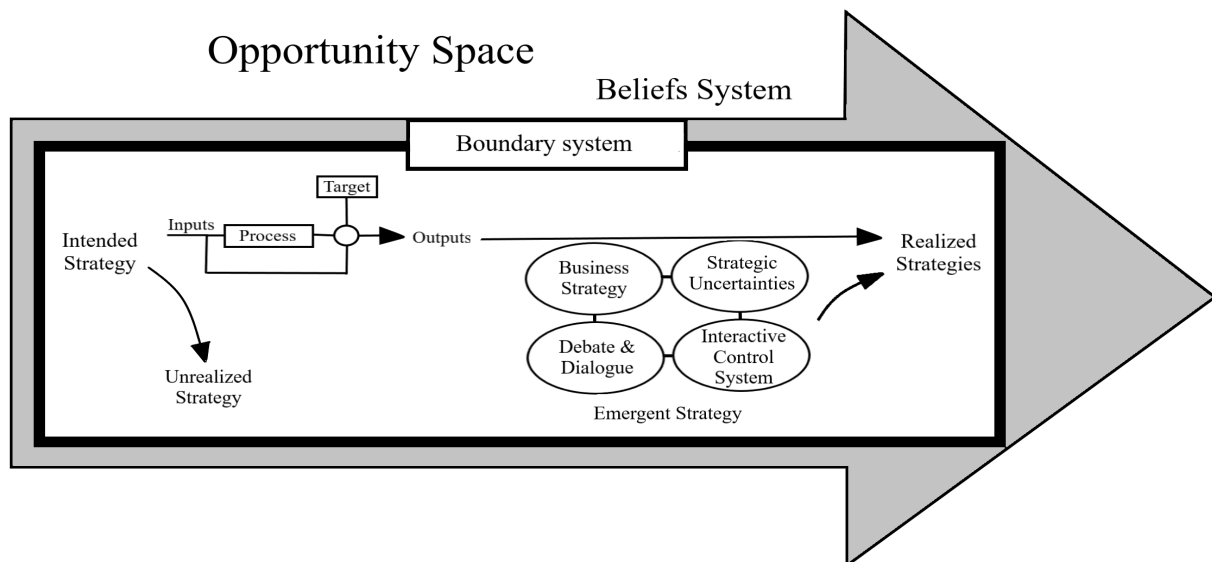 Opportunity Space
Beliefs System
Boundary system
Target
Inputs
Process
Outputs
Intended
Strategy
Unrealized
Strategy
Business
Strategy
Strategic
Uncertainties
Debate &
Dialogue
Interactive
Control
System
Emergent Strategy
Realized
Strategies